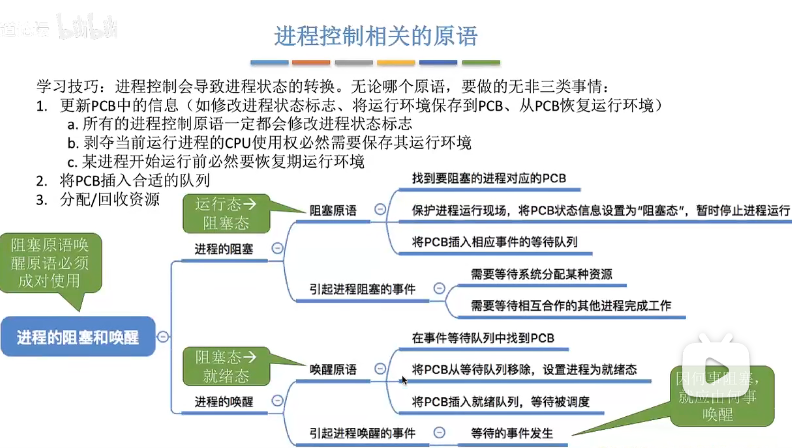 bilibili
进程控制相关的原语
学习技巧：进程控制会导致进程状态的转换。无论哪个原语，要做的无非三类事情：
1. 更新PCB中的信息（如修改进程状态标志、将运行环境保存到PCB、从PCB恢复运行环境）
a. 所有的进程控制原语一定都会修改进程状态标志
b. 剥夺当前运行进程的CPU使用权必然需要保存其运行环境
c. 某进程开始运行前必然要恢复期运行环境
2. 将PCB插入合适的队列
3. 分配/回收资源
运行态→
阻塞态
阻塞原语唤
醒原语必须
成对使用
进程的阻塞和唤醒
进程的阻塞
阻塞原语
找到要阻塞的进程对应的PCB
保护进程运行现场，将PCB状态信息设置为“阻塞态”，暂时停止进程运行
将PCB插入相应事件的等待队列
引起进程阻塞的事件
需要等待系统分配某种资源
需要等待相互合作的其他进程完成工作
阻塞态→
就绪态
进程的唤醒
唤醒原语
在事件等待队列中找到PCB
将PCB从等待队列移除，设置进程为就绪态
将PCB插入就绪队列，等待被调度
引起进程唤醒的事件
等待的事件发生
因何事阻塞，
就应由何事
唤醒